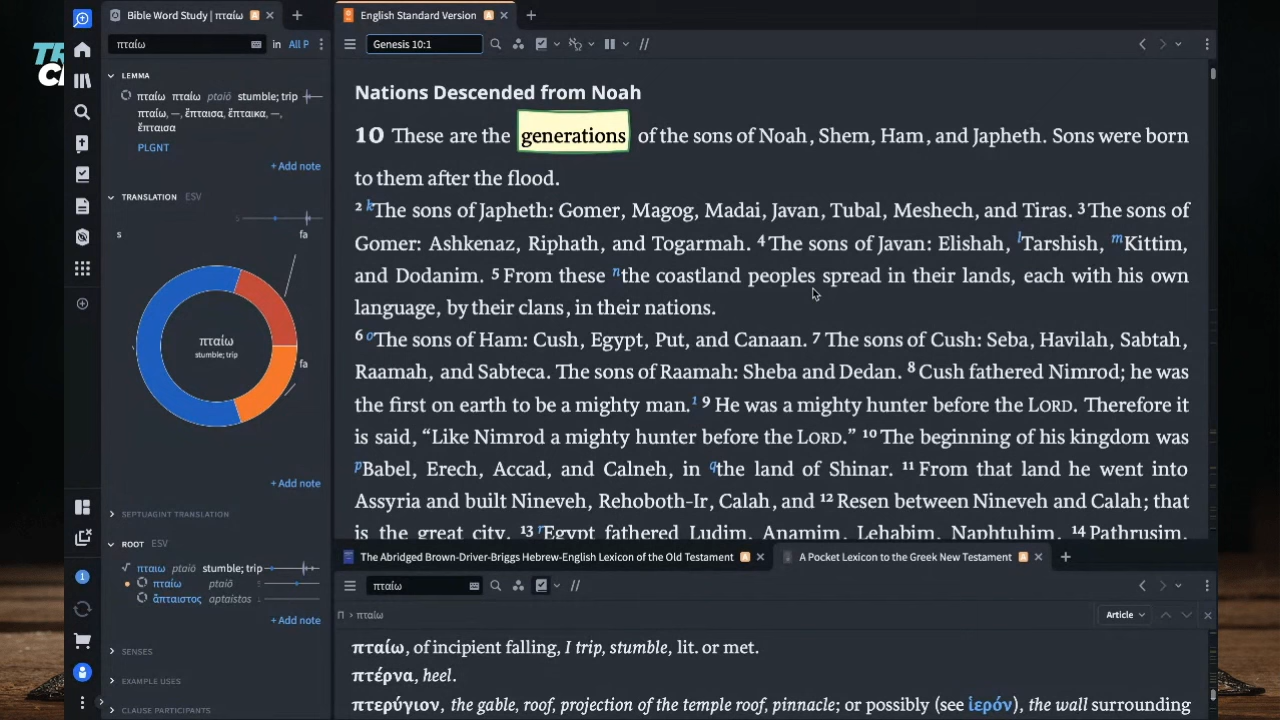 Bible Word Study | πταίω A
πταίω in All P
LEMMA
πταίω πταίω ptaiō stumble; trip
πταίω, —, ἔπταισα, ἔπταικα, —,
ἔπταισα
PLGNT
+ Add note
TRANSLATION ESV
s
s fa
πταίω
stumble; trip
fa
+ Add note
SEPTUAGINT TRANSLATION
ROOT ESV
πταιω ptaiō stumble; trip
πταίω ptaiō s
ἄπταιστος aptaistos
+ Add note
SENSES
EXAMPLE USES
CLAUSE PARTICIPANTS
1
English Standard Version A
Genesis 10:1
Nations Descended from Noah
10 These are the generations of the sons of Noah, Shem, Ham, and Japheth. Sons were born
to them after the flood.
2 k The sons of Japheth: Gomer, Magog, Madai, Javan, Tubal, Meshech, and Tiras. 3 The sons of
Gomer: Ashkenaz, Riphath, and Togarmah. 4 The sons of Javan: Elishah, l Tarshish, m Kittim,
and Dodanim. 5 From these n the coastland peoples spread in their lands, each with his own
language, by their clans, in their nations.
6 o The sons of Ham: Cush, Egypt, Put, and Canaan. 7 The sons of Cush: Seba, Havilah, Sabtah,
Raamah, and Sabteca. The sons of Raamah: Sheba and Dedan. 8 Cush fathered Nimrod; he was
the first on earth to be a mighty man. 1 9 He was a mighty hunter before the LORD. Therefore it
is said, “Like Nimrod a mighty hunter before the LORD.” 10 The beginning of his kingdom was
p Babel, Erech, Accad, and Calneh, in q the land of Shinar. 11 From that land he went into
Assyria and built Nineveh, Rehoboth-Ir, Calah, and 12 Resen between Nineveh and Calah; that
is the great city. 13 r Egypt fathered Ludim, Anamim, Lehabim, Naphtuhim, 14 Pathrusim,
The Abridged Brown-Driver-Briggs Hebrew-English Lexicon of the Old Testament A
A Pocket Lexicon to the Greek New Testament A
πταίω
Π > πταίω Article
πταίω, of incipient falling, I trip, stumble, lit. or met.
πτέρνα, heel.
πτερύγιον, the gable, roof, projection of the temple roof, pinnacle; or possibly (see ἱερόν), the wall surrounding